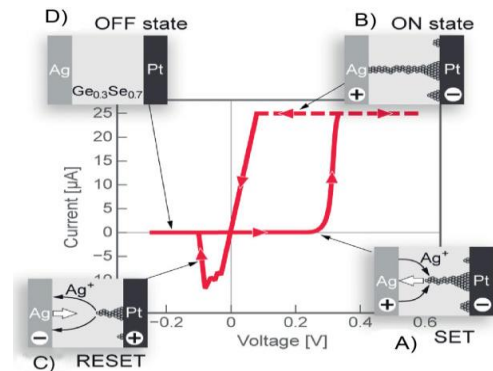 D) OFF state
B) ON state
Ag Pt
Ge0.3Se0.7
Ag Pt
+ −
25
20
15
10
5
0
−5
Current [µA]
−0.2 0 0.2 0.4 0.6
Voltage [V]
Ag+
Ag Pt
− +
C) RESET
Ag+
Ag Pt
+ −
A) SET